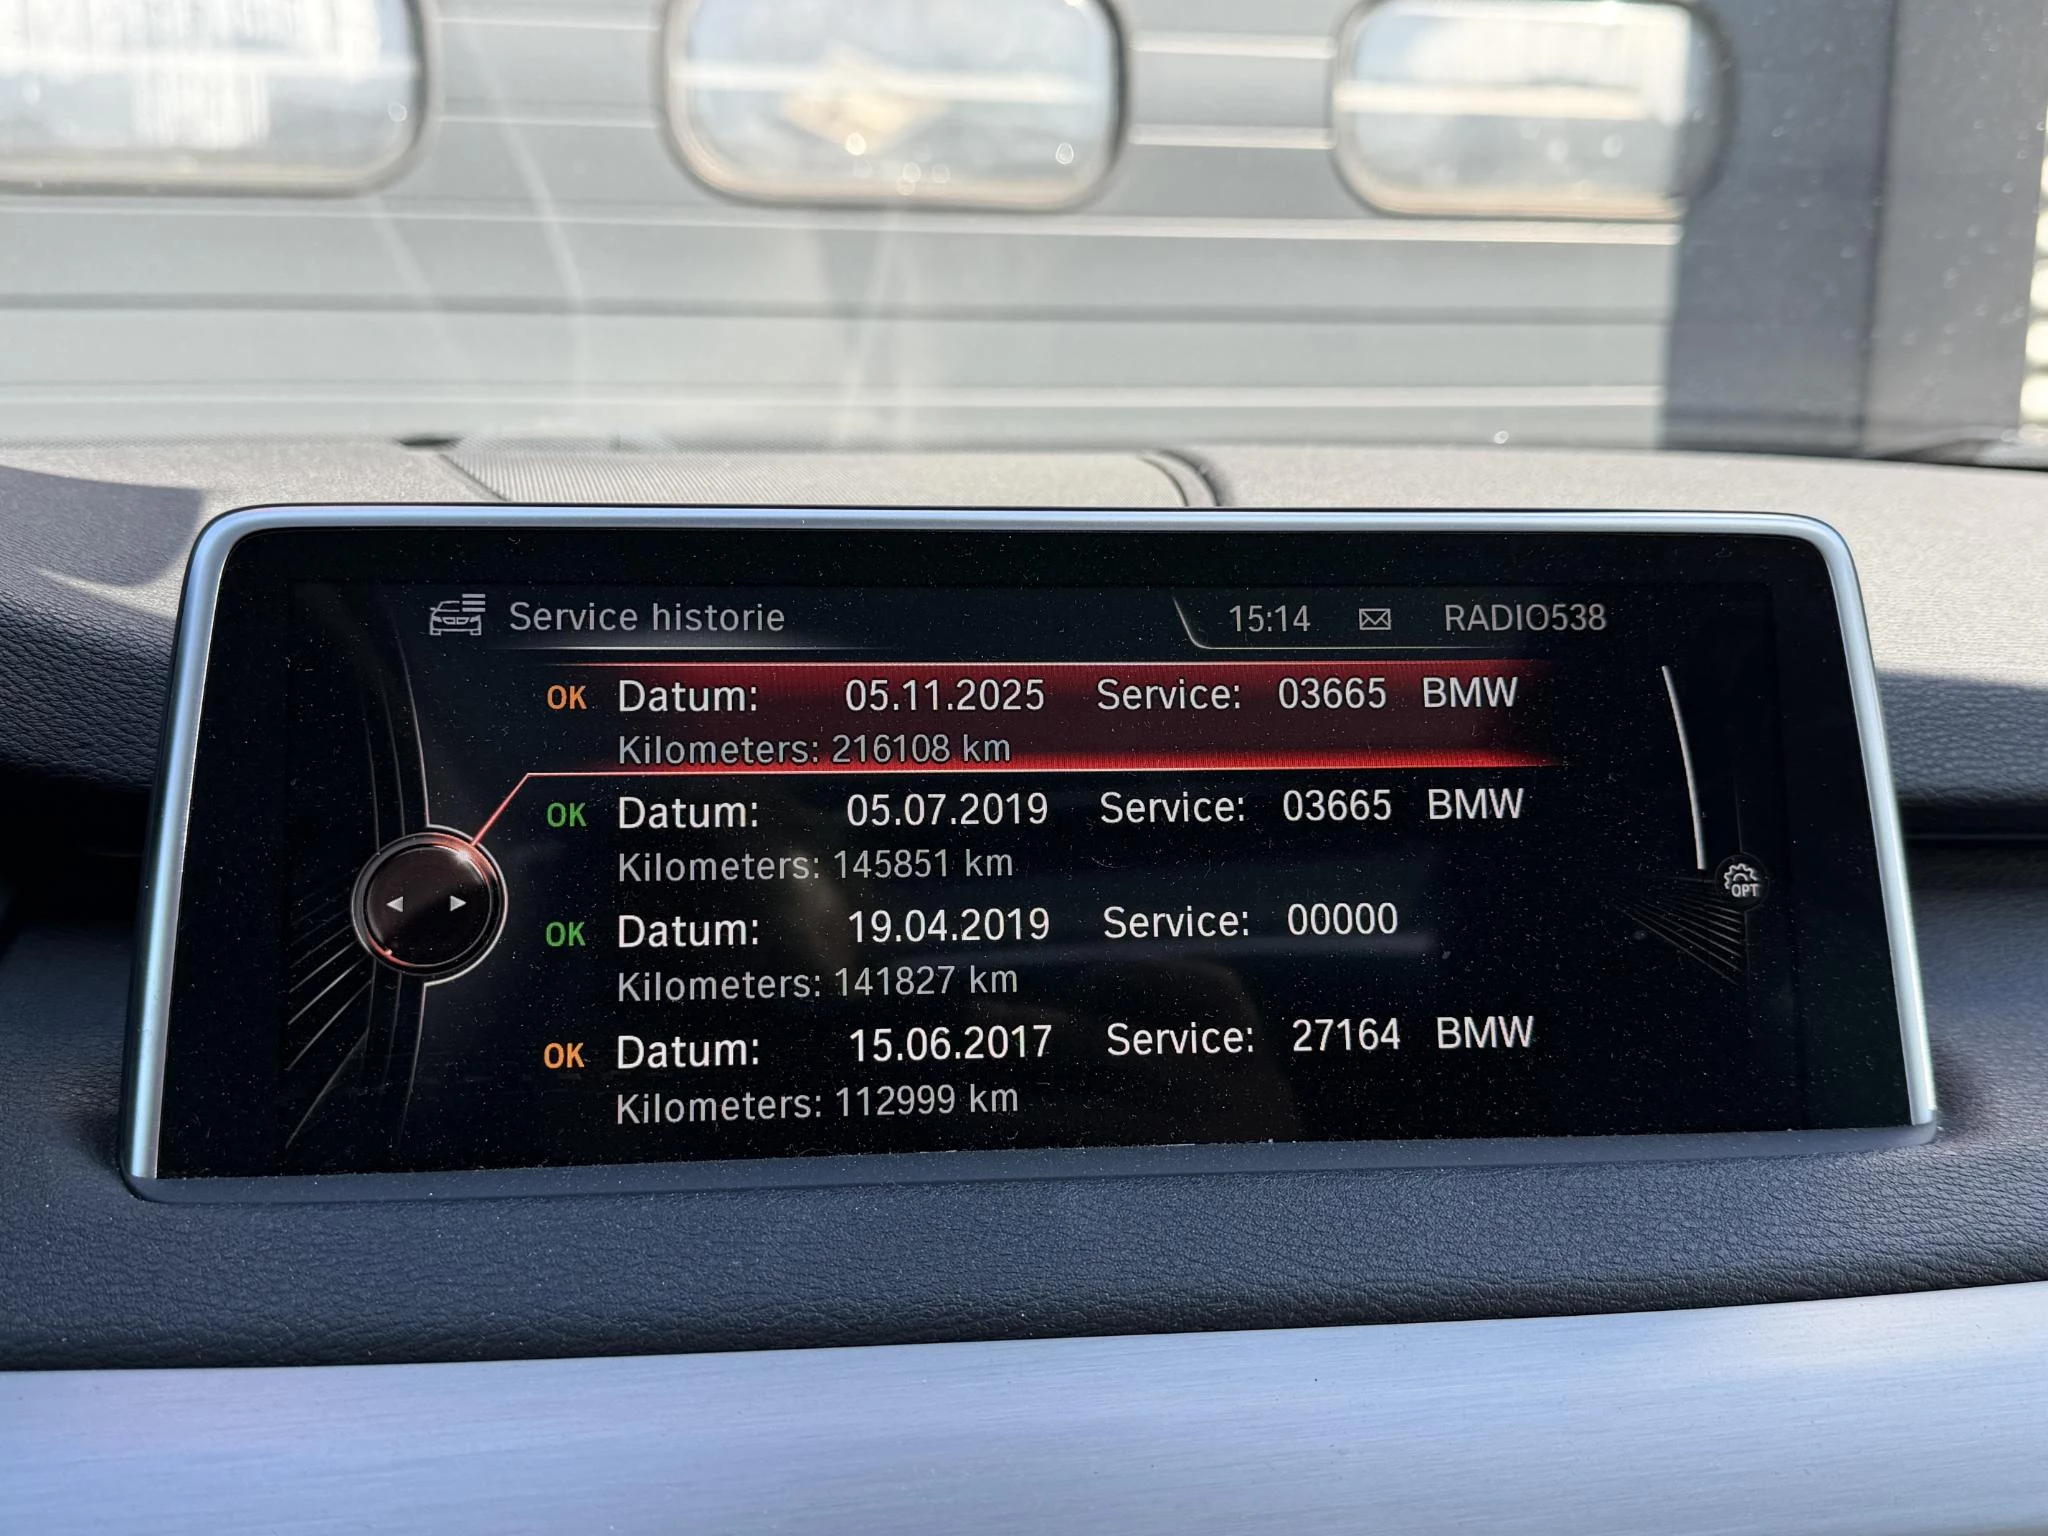 Service historie 15:14 RADIO538
OK Datum: 05.11.2025 Service: 03665 BMW
Kilometers: 216108 km
OK Datum: 05.07.2019 Service: 03665 BMW
Kilometers: 145851 km
OK Datum: 19.04.2019 Service: 00000
Kilometers: 141827 km
OK Datum: 15.06.2017 Service: 27164 BMW
Kilometers: 112999 km
OPT